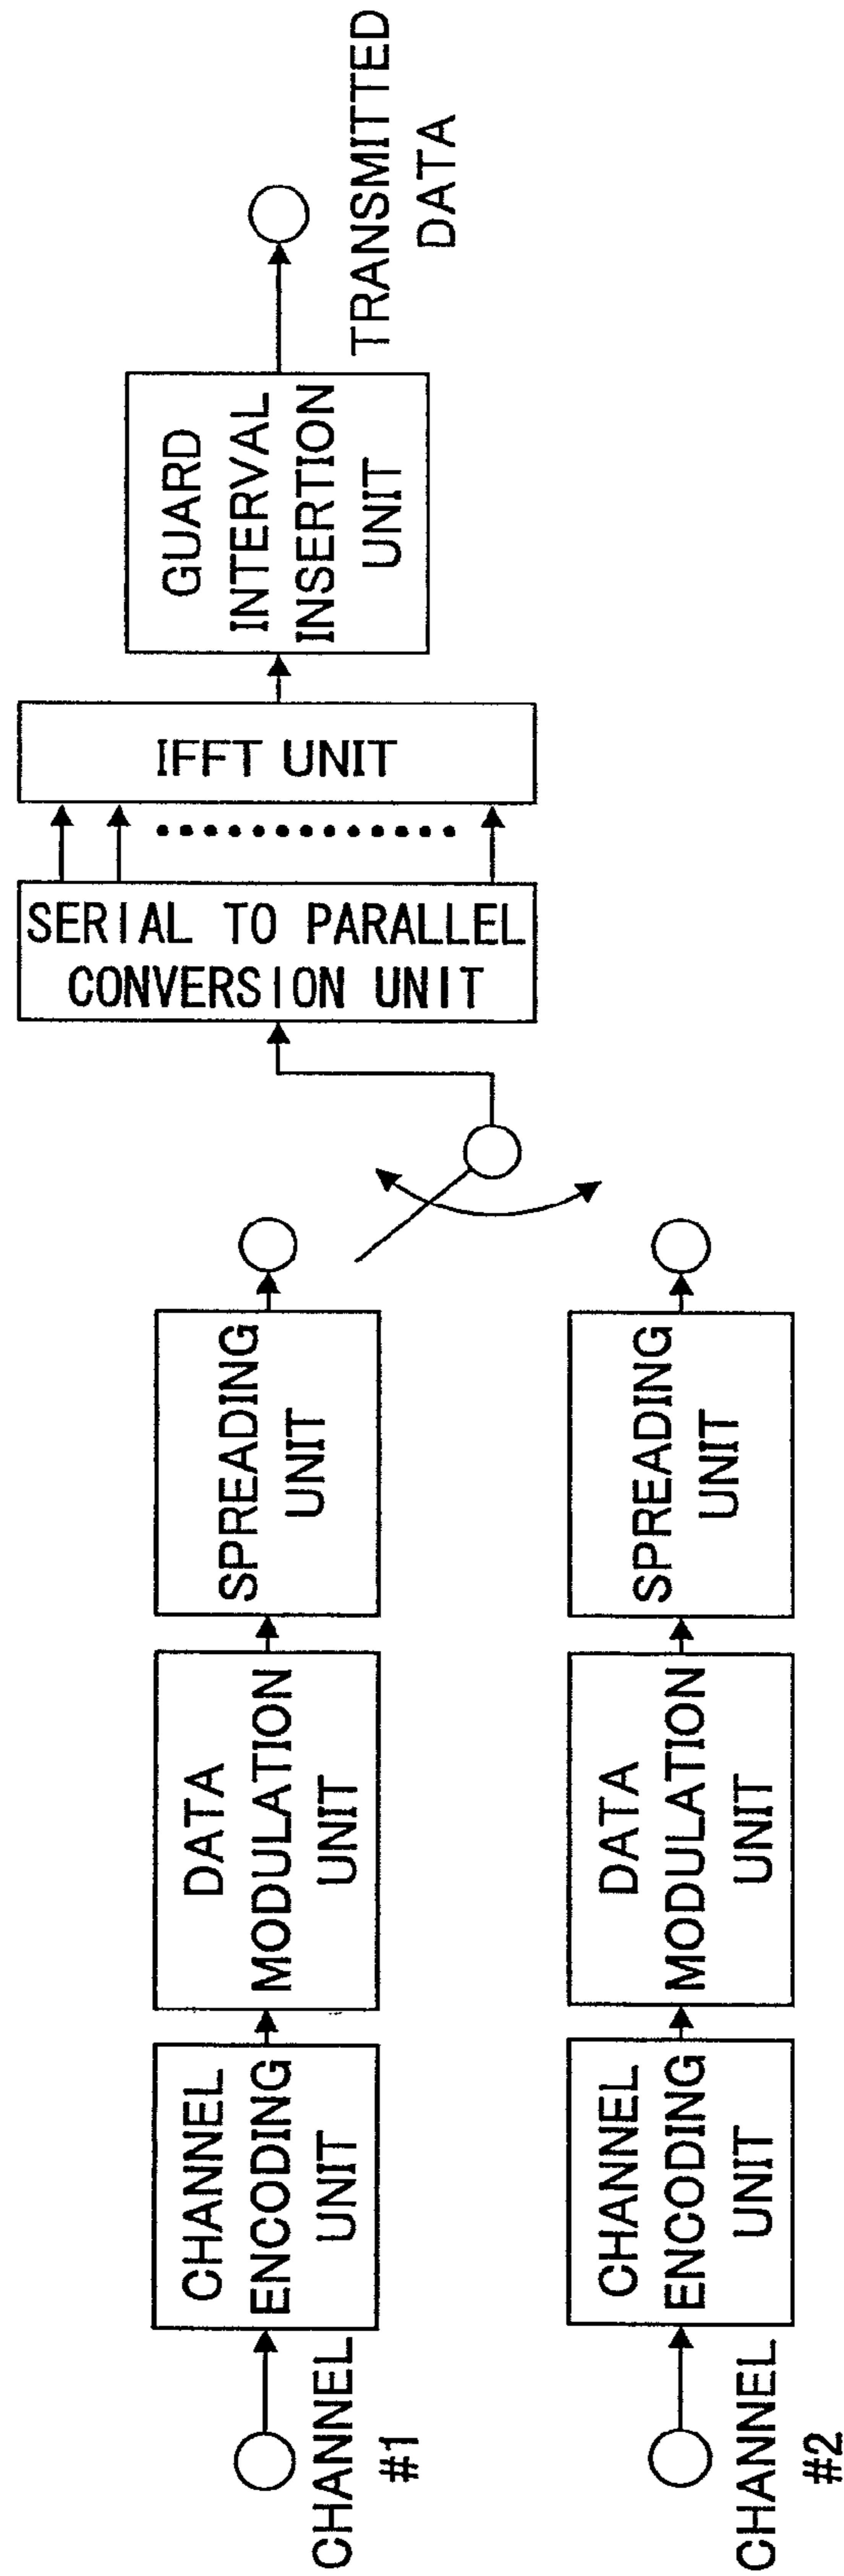 CHANNEL
#1
CHANNEL
ENCODING
UNIT
DATA
MODULATION
UNIT
SPREADING
UNIT
CHANNEL
#2
CHANNEL
ENCODING
UNIT
DATA
MODULATION
UNIT
SPREADING
UNIT
SERIAL TO PARALLEL
CONVERSION UNIT
IFFT UNIT
GUARD
INTERVAL
INSERTION
UNIT
TRANSMITTED
DATA